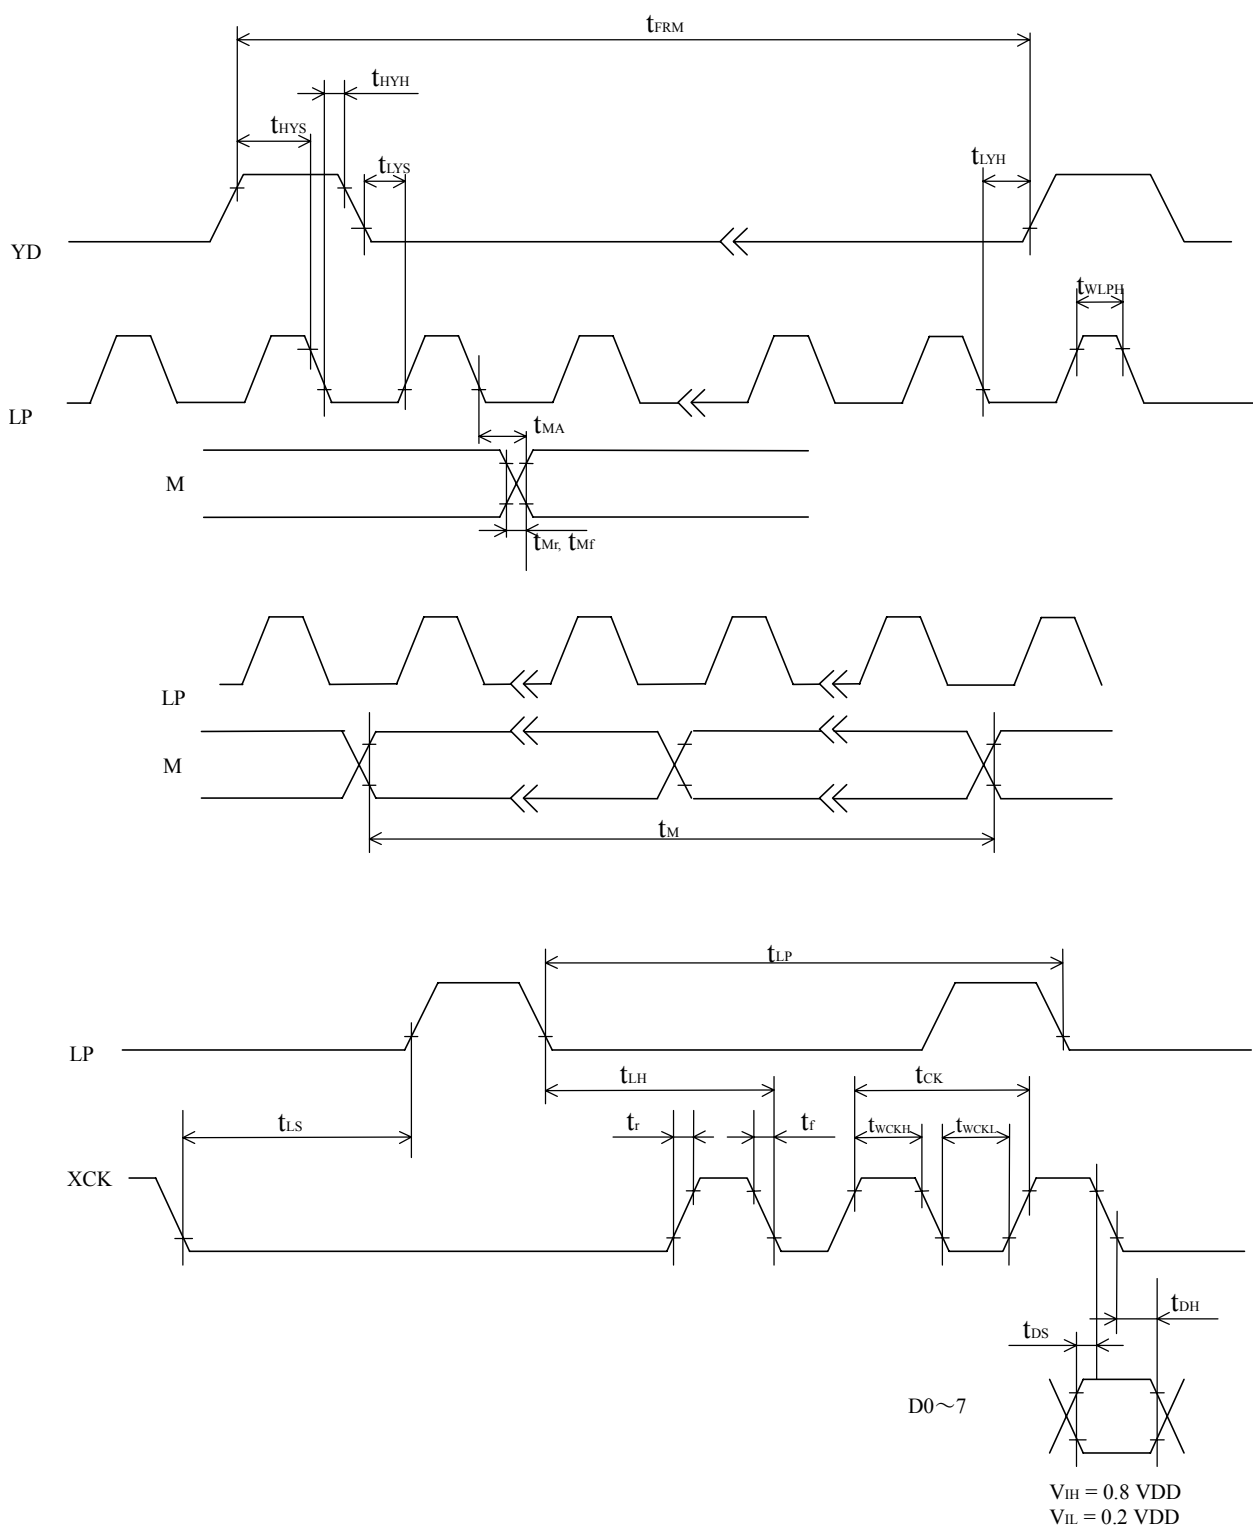 tFRM
tHYH
tHYS
tLYS
tLYH
YD
tWLPH
LP
tMA
M
tMr, tMf
LP
M
tM
tLP
LP
tLH
tCK
tLS
tr
tf
tWCKH
tWCKL
XCK
tDH
tDS
D0～7
VIH = 0.8 VDD
VIL = 0.2 VDD